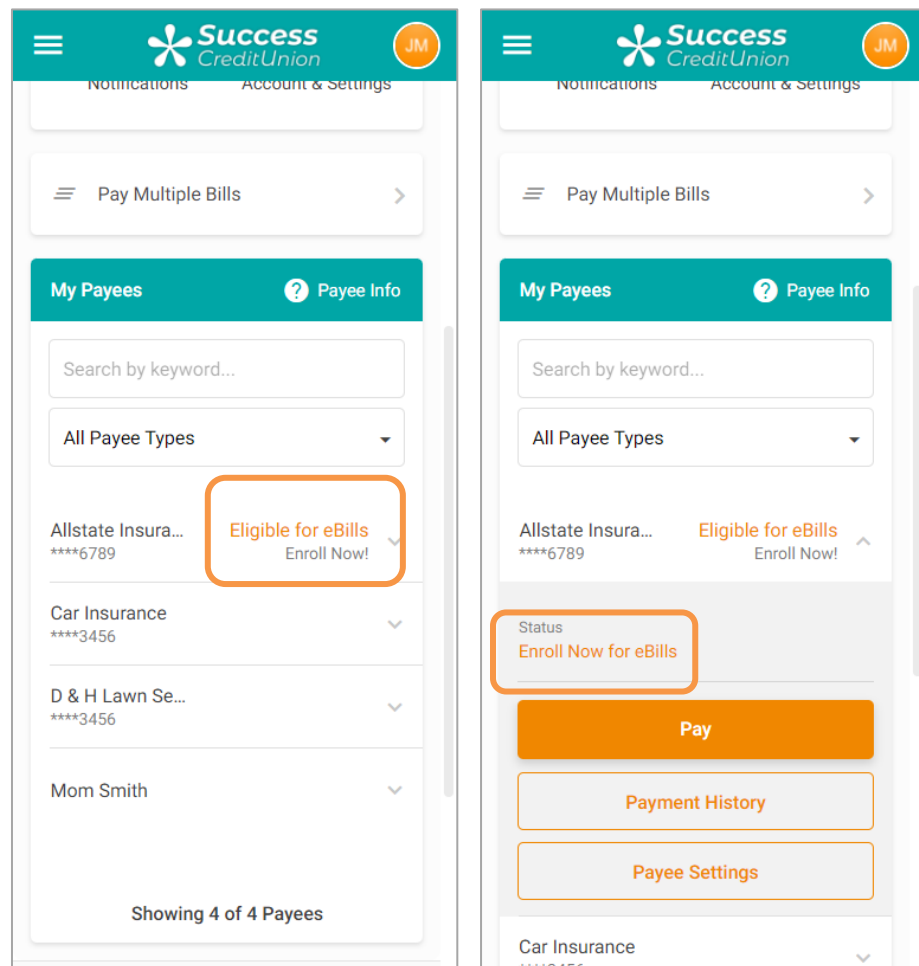 Success
CreditUnion
JM
Notifications Account & Settings
Pay Multiple Bills
My Payees
? Payee Info
Search by keyword...
All Payee Types
Allstate Insura... Eligible for eBills
****6789 Enroll Now!
Car Insurance
****3456
D & H Lawn Se...
****3456
Mom Smith
Showing 4 of 4 Payees
Success
CreditUnion
JM
Notifications Account & Settings
Pay Multiple Bills
My Payees
? Payee Info
Search by keyword...
All Payee Types
Allstate Insura... Eligible for eBills
****6789 Enroll Now!
Status
Enroll Now for eBills
Pay
Payment History
Payee Settings
Car Insurance